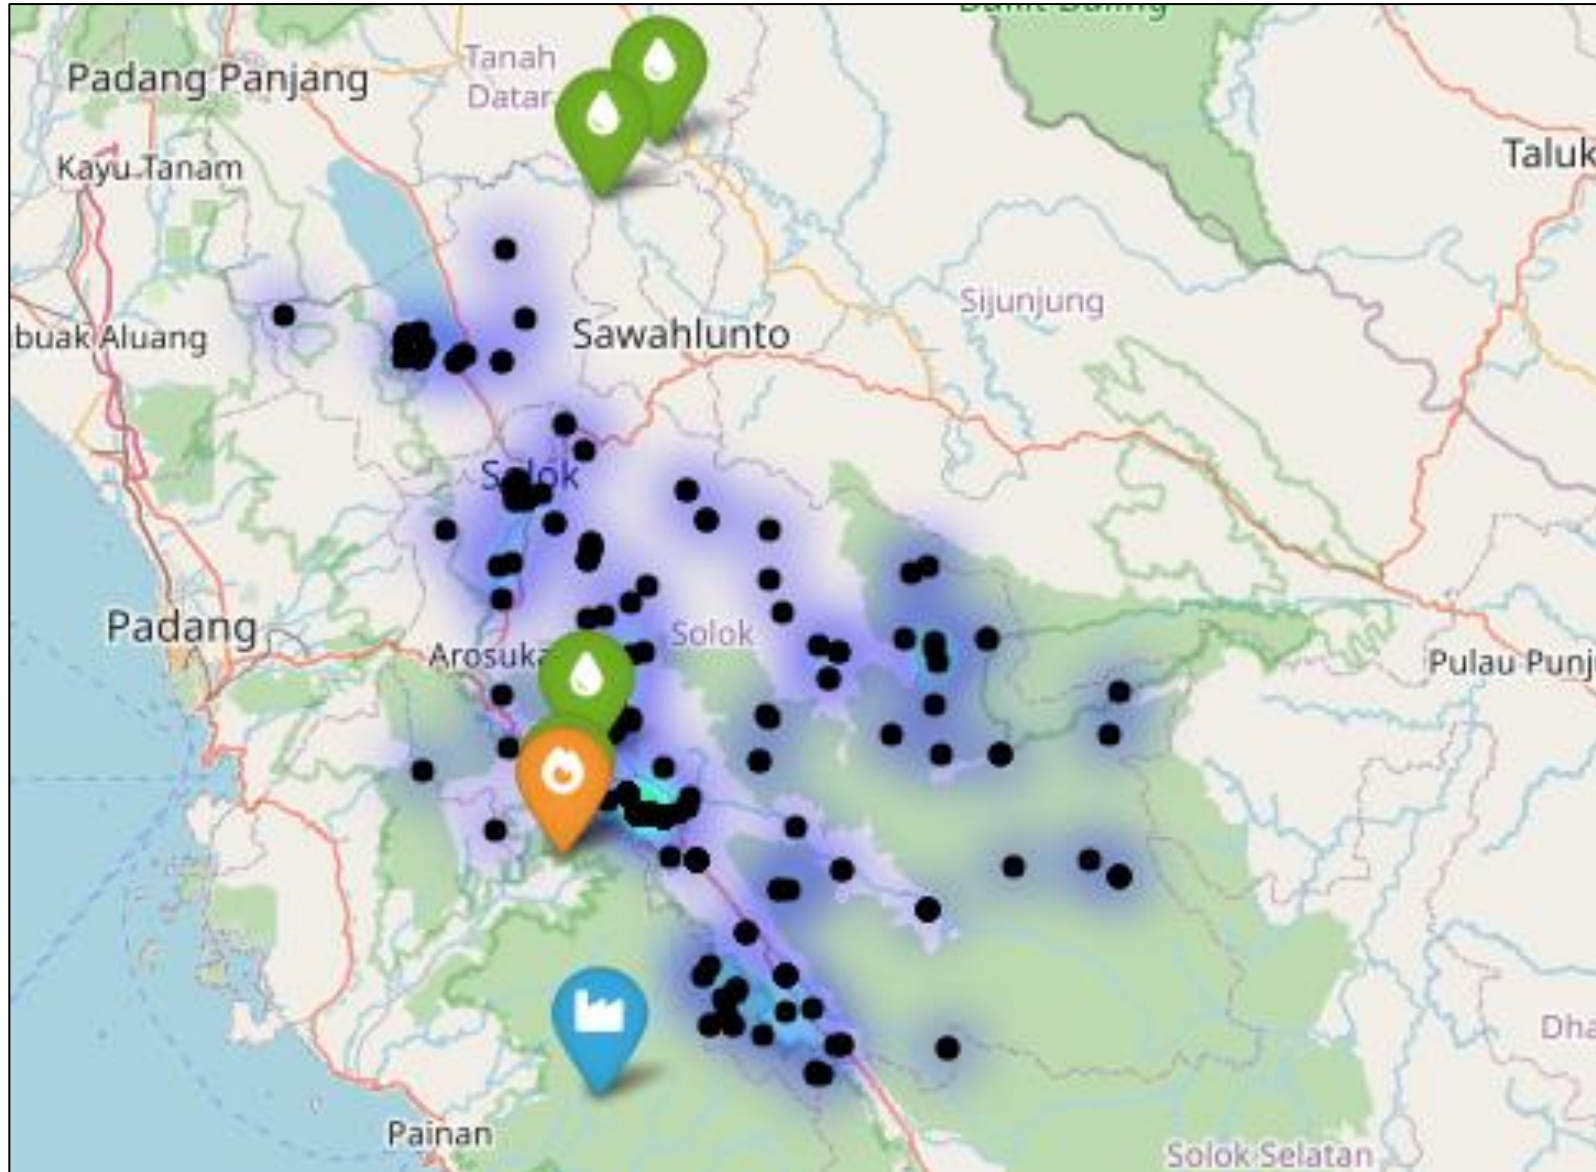 Padang Panjang
Tanah
Datar
Kayu Tanam
Taluk
Sijunjung
buak Aluang
Sawahlunto
Solok
Padang
Solok
Arosuka
Pulau Punj
Dha
Painan
Solok Selatan